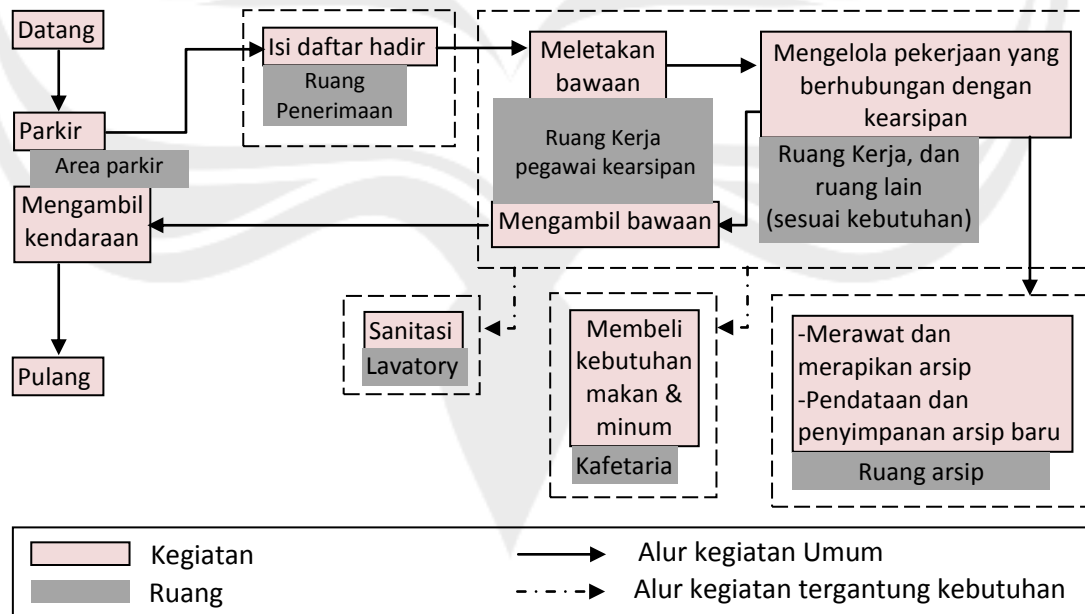 Datang
Parkir
Area parkir
Mengambil
kendaraan
Pulang
Isi daftar hadir
Ruang
Penerimaan
Meletakan
bawaan
Ruang Kerja
pegawai kearsipan
Mengambil bawaan
Mengelola pekerjaan yang
berhubungan dengan
kearsipan
Ruang Kerja, dan
ruang lain
(sesuai kebutuhan)
Sanitasi
Lavatory
Membeli
kebutuhan
makan &
minum
Kafetaria
-Merawat dan
merapikan arsip
-Pendataan dan
penyimpanan arsip baru
Ruang arsip
Kegiatan
Ruang
Alur kegiatan Umum
Alur kegiatan tergantung kebutuhan